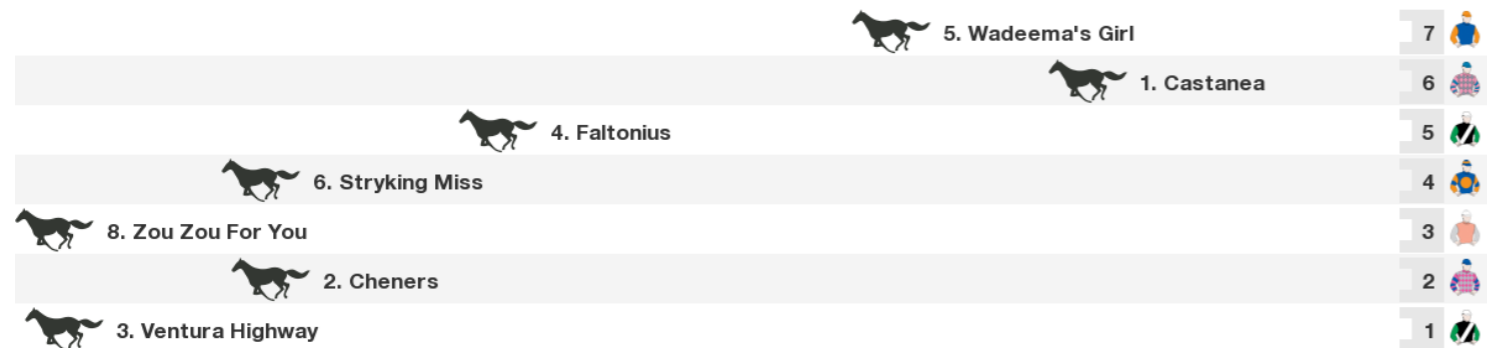 5. Wadeema's Girl 7
1. Castanea 6
4. Faltonius 5
6. Stryking Miss 4
8. Zou Zou For You 3
2. Cheners 2
3. Ventura Highway 1